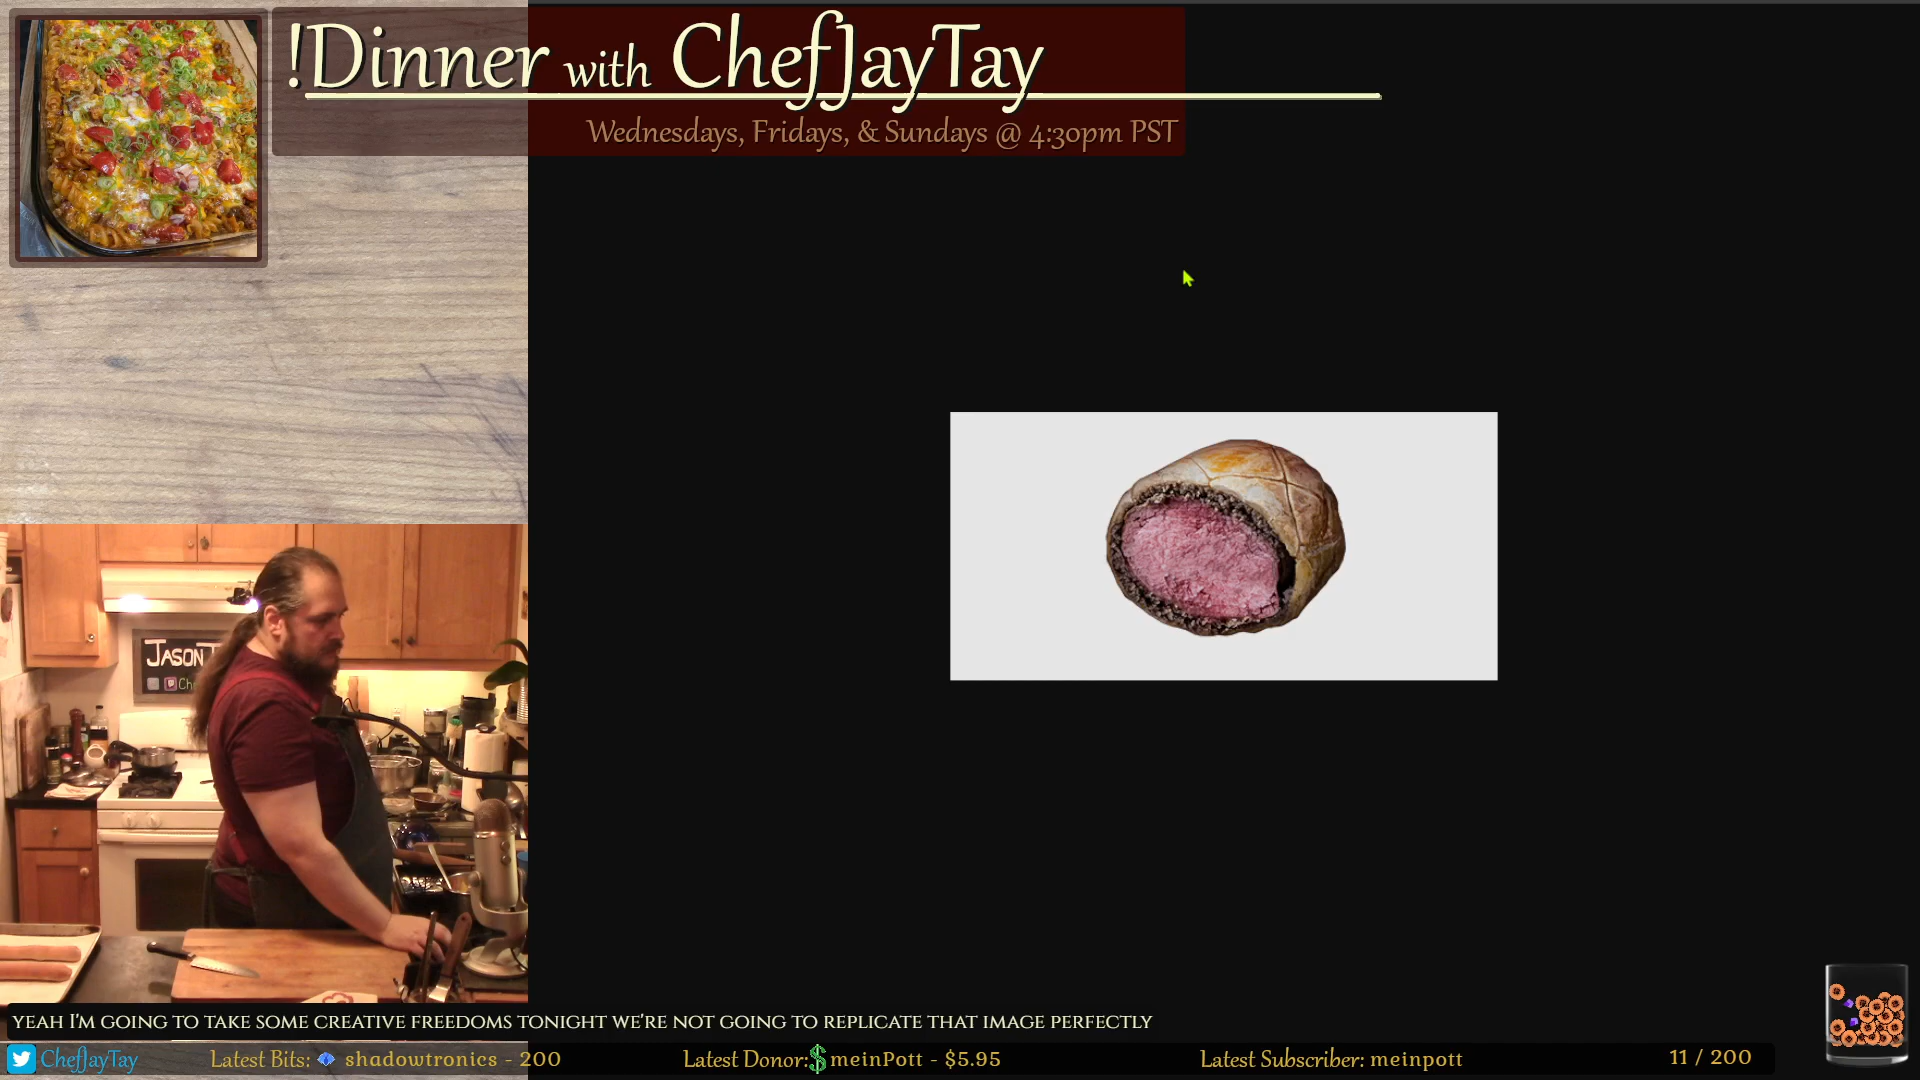 !Dinner with ChefJayTay
Wednesdays, Fridays, & Sundays @ 4:30pm PST
JASON
Ch
YEAH I'M GOING TO TAKE SOME CREATIVE FREEDOMS TONIGHT WE'RE NOT GOING TO REPLICATE THAT IMAGE PERFECTLY
ChefJayTay Latest Bits: shadowtronics - 200 Latest Donor: $ meinPott - $5.95 Latest Subscriber: meinpott 11 / 200